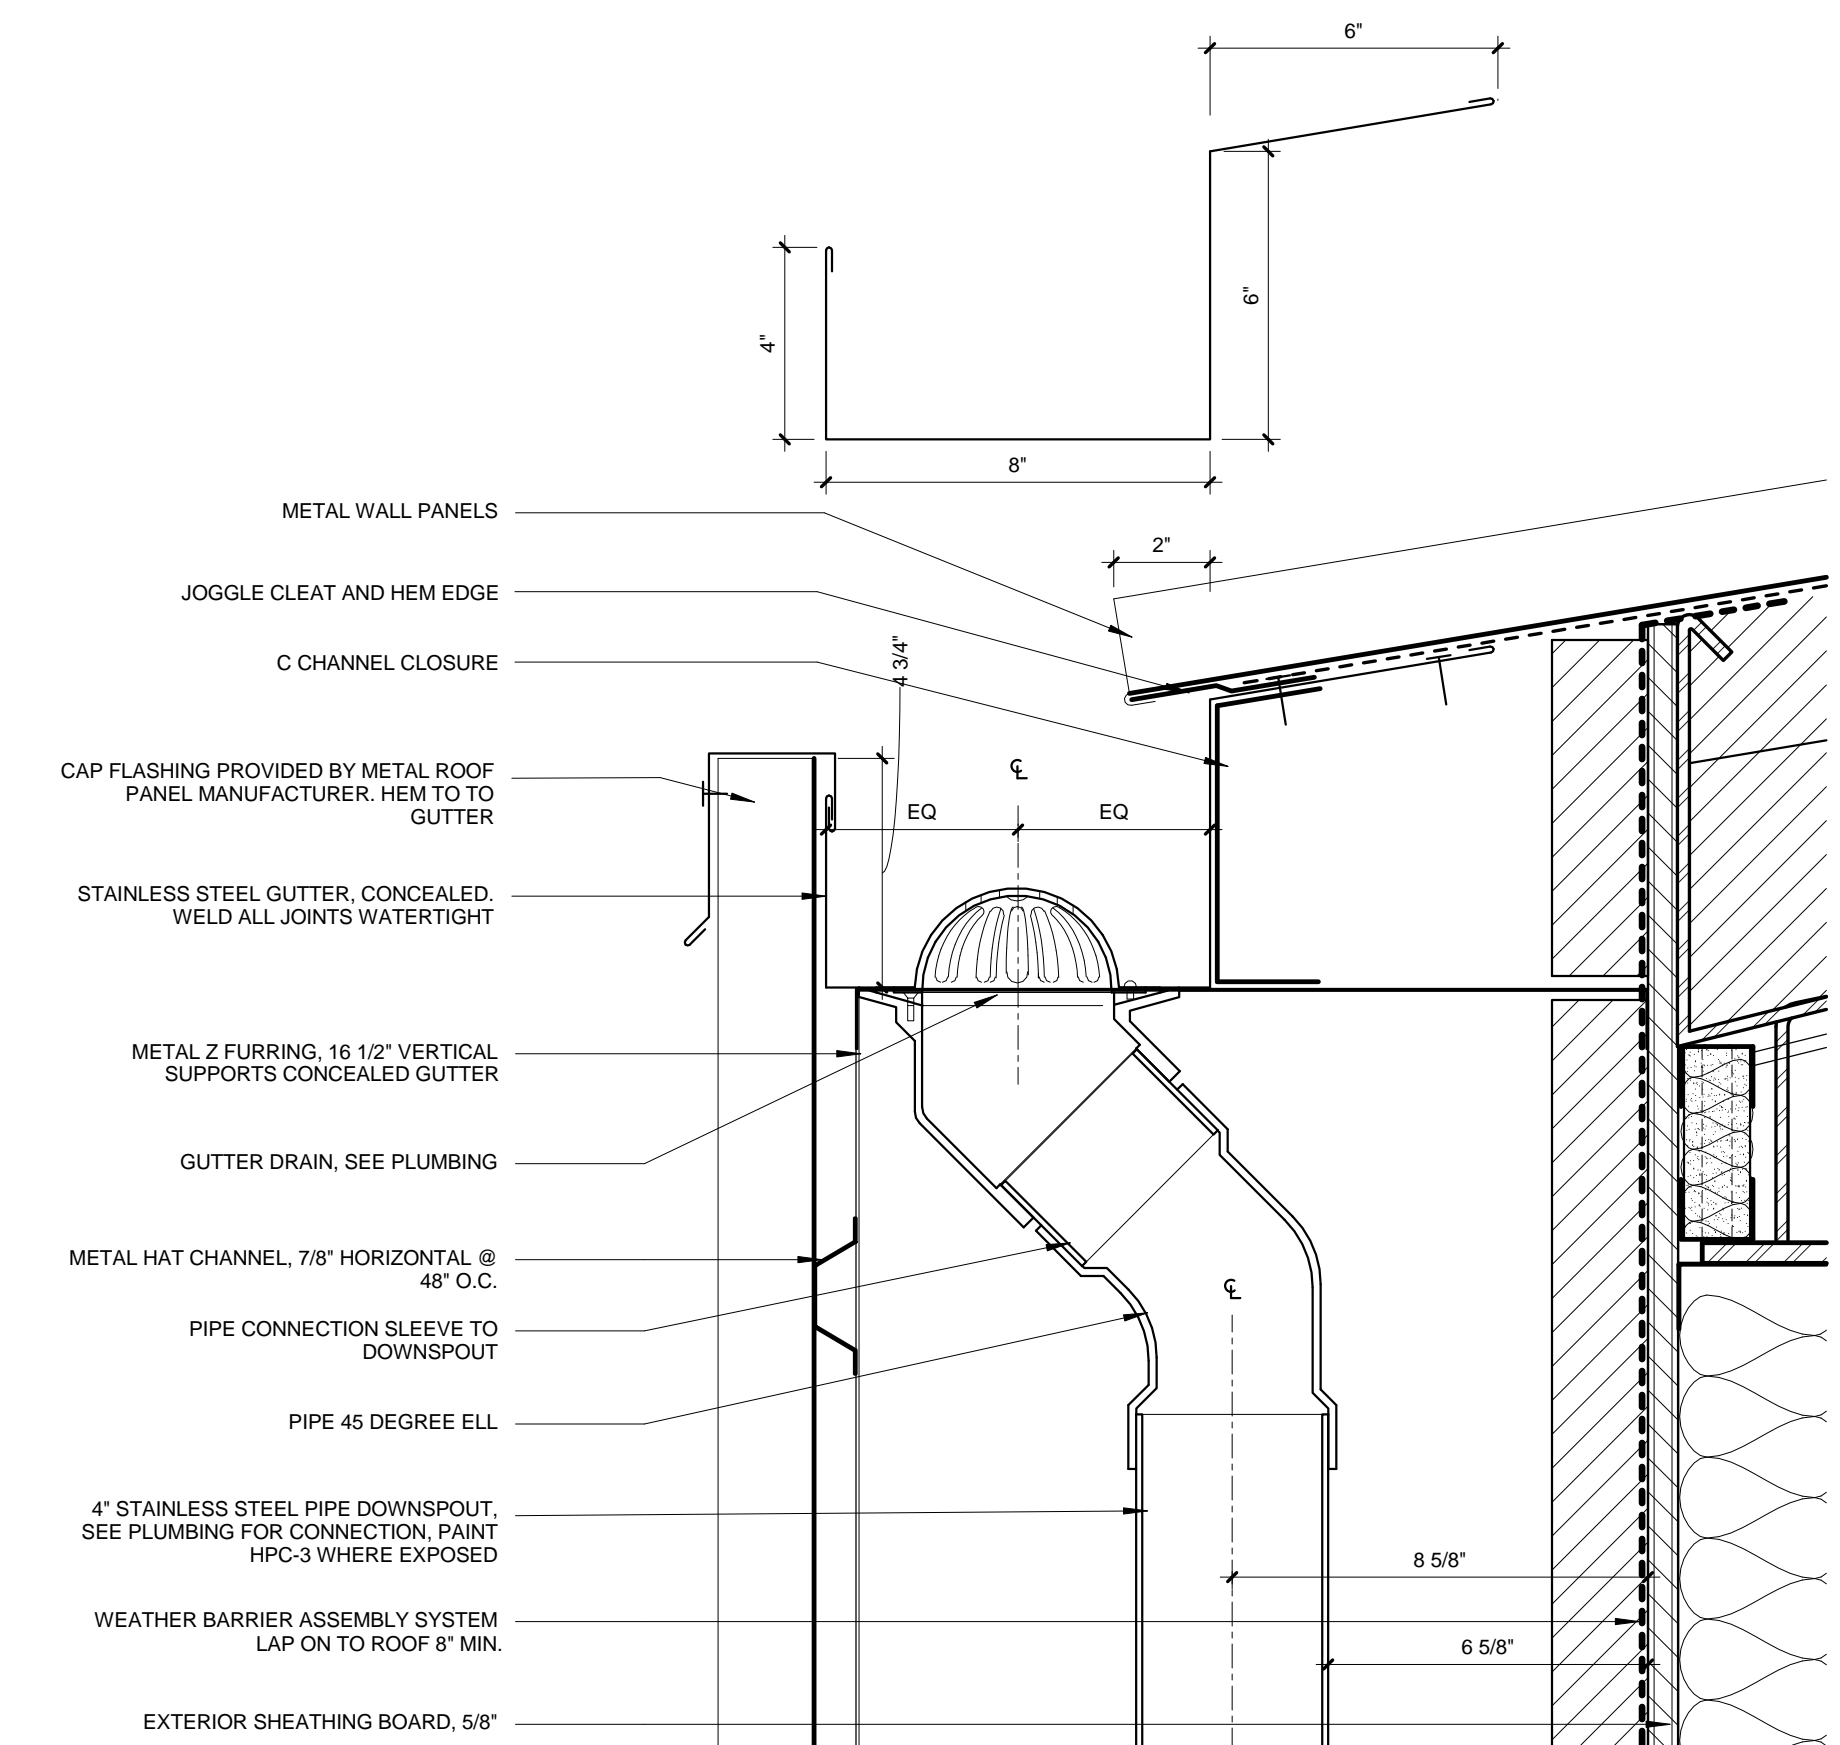 6"
4"
6"
8"
METAL WALL PANELS
2"
JOGGLE CLEAT AND HEM EDGE
C CHANNEL CLOSURE
4 3/4"
CAP FLASHING PROVIDED BY METAL ROOF
PANEL MANUFACTURER. HEM TO TO
GUTTER
℄
EQ
EQ
STAINLESS STEEL GUTTER, CONCEALED.
WELD ALL JOINTS WATERTIGHT
METAL Z FURRING, 16 1/2" VERTICAL
SUPPORTS CONCEALED GUTTER
GUTTER DRAIN, SEE PLUMBING
METAL HAT CHANNEL, 7/8" HORIZONTAL @
48" O.C.
℄
PIPE CONNECTION SLEEVE TO
DOWNSPOUT
PIPE 45 DEGREE ELL
4" STAINLESS STEEL PIPE DOWNSPOUT,
SEE PLUMBING FOR CONNECTION, PAINT
HPC-3 WHERE EXPOSED
8 5/8"
WEATHER BARRIER ASSEMBLY SYSTEM
LAP ON TO ROOF 8" MIN.
6 5/8"
EXTERIOR SHEATHING BOARD, 5/8"